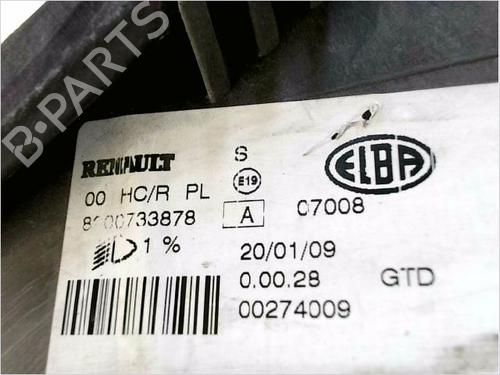 B-PARTS
RENAULT S ELBA
00 HC/R PL E19
8200733878 A 07008
1 % 20/01/09
0.00.28 GTD
00274009